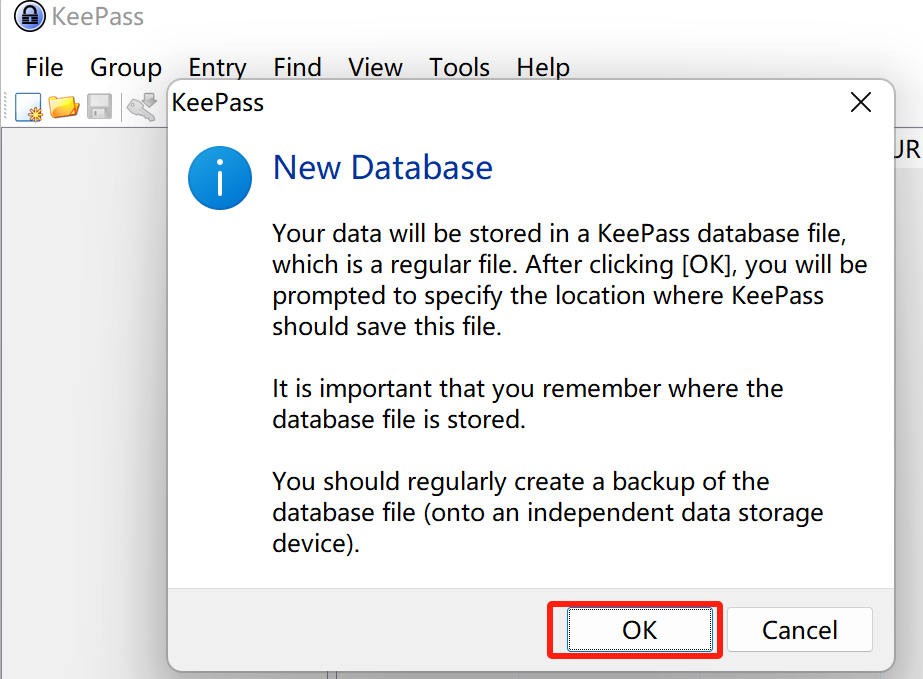 KeePass
File Group Entry Find View Tools Help
KeePass
UR
New Database
Your data will be stored in a KeePass database file,
which is a regular file. After clicking [OK], you will be
prompted to specify the location where KeePass
should save this file.
It is important that you remember where the
database file is stored.
You should regularly create a backup of the
database file (onto an independent data storage
device).
OK Cancel